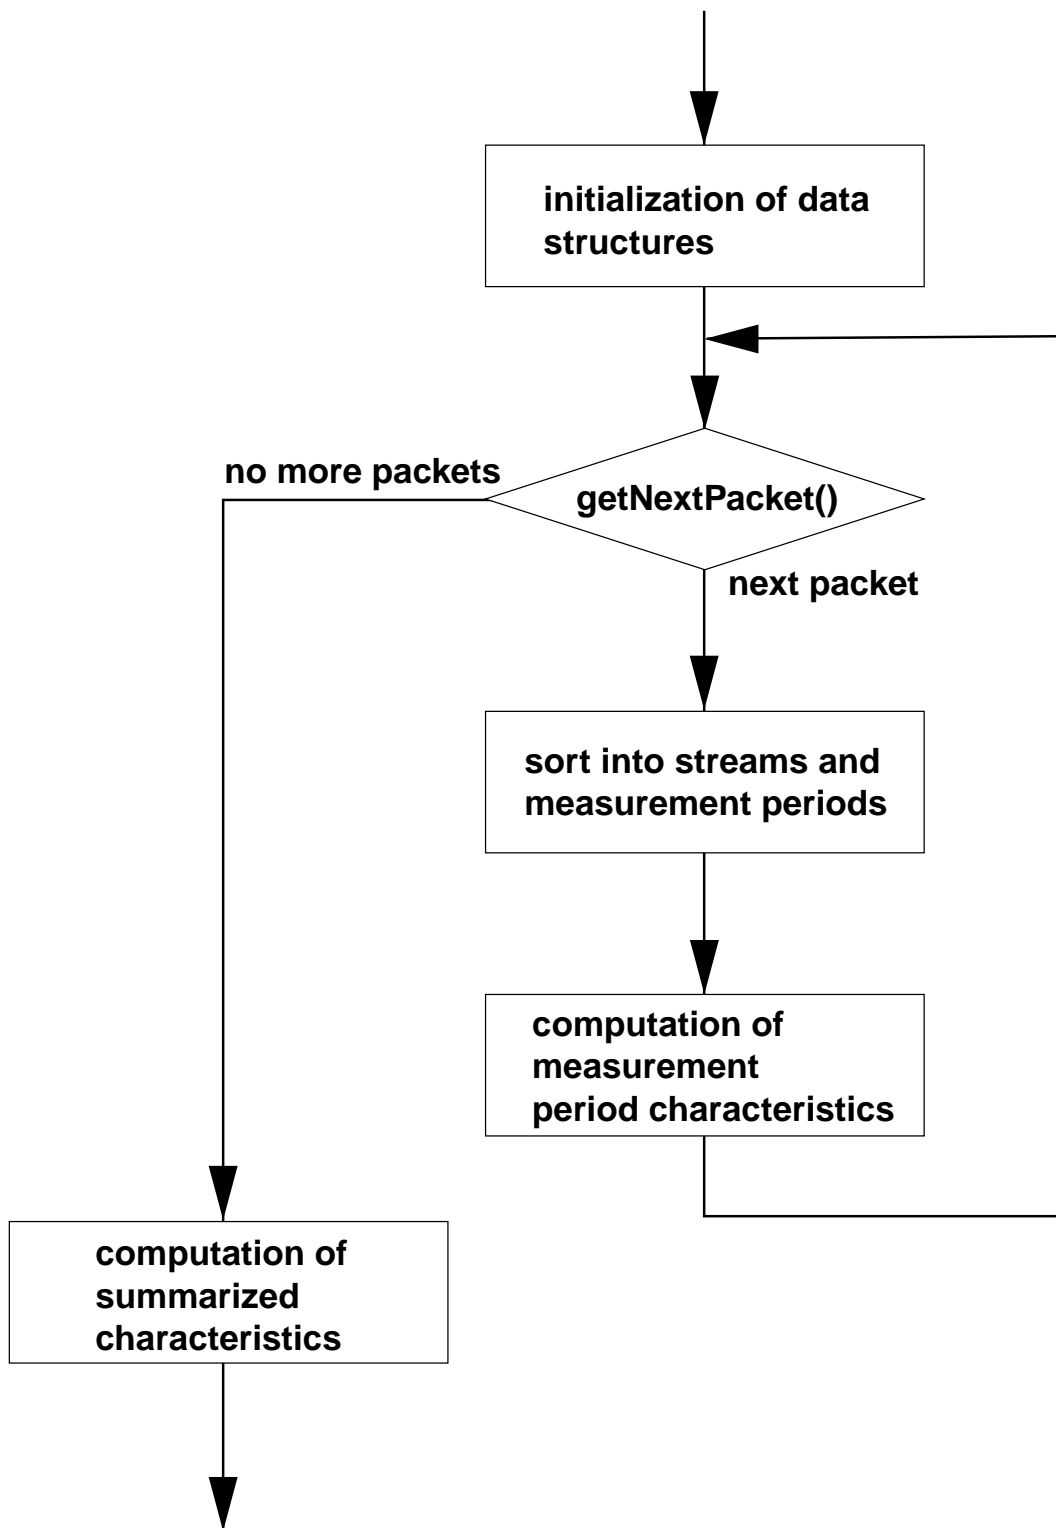 initialization of data
structures
no more packets
getNextPacket()
next packet
sort into streams and
measurement periods
computation of
measurement
period characteristics
computation of
summarized
characteristics